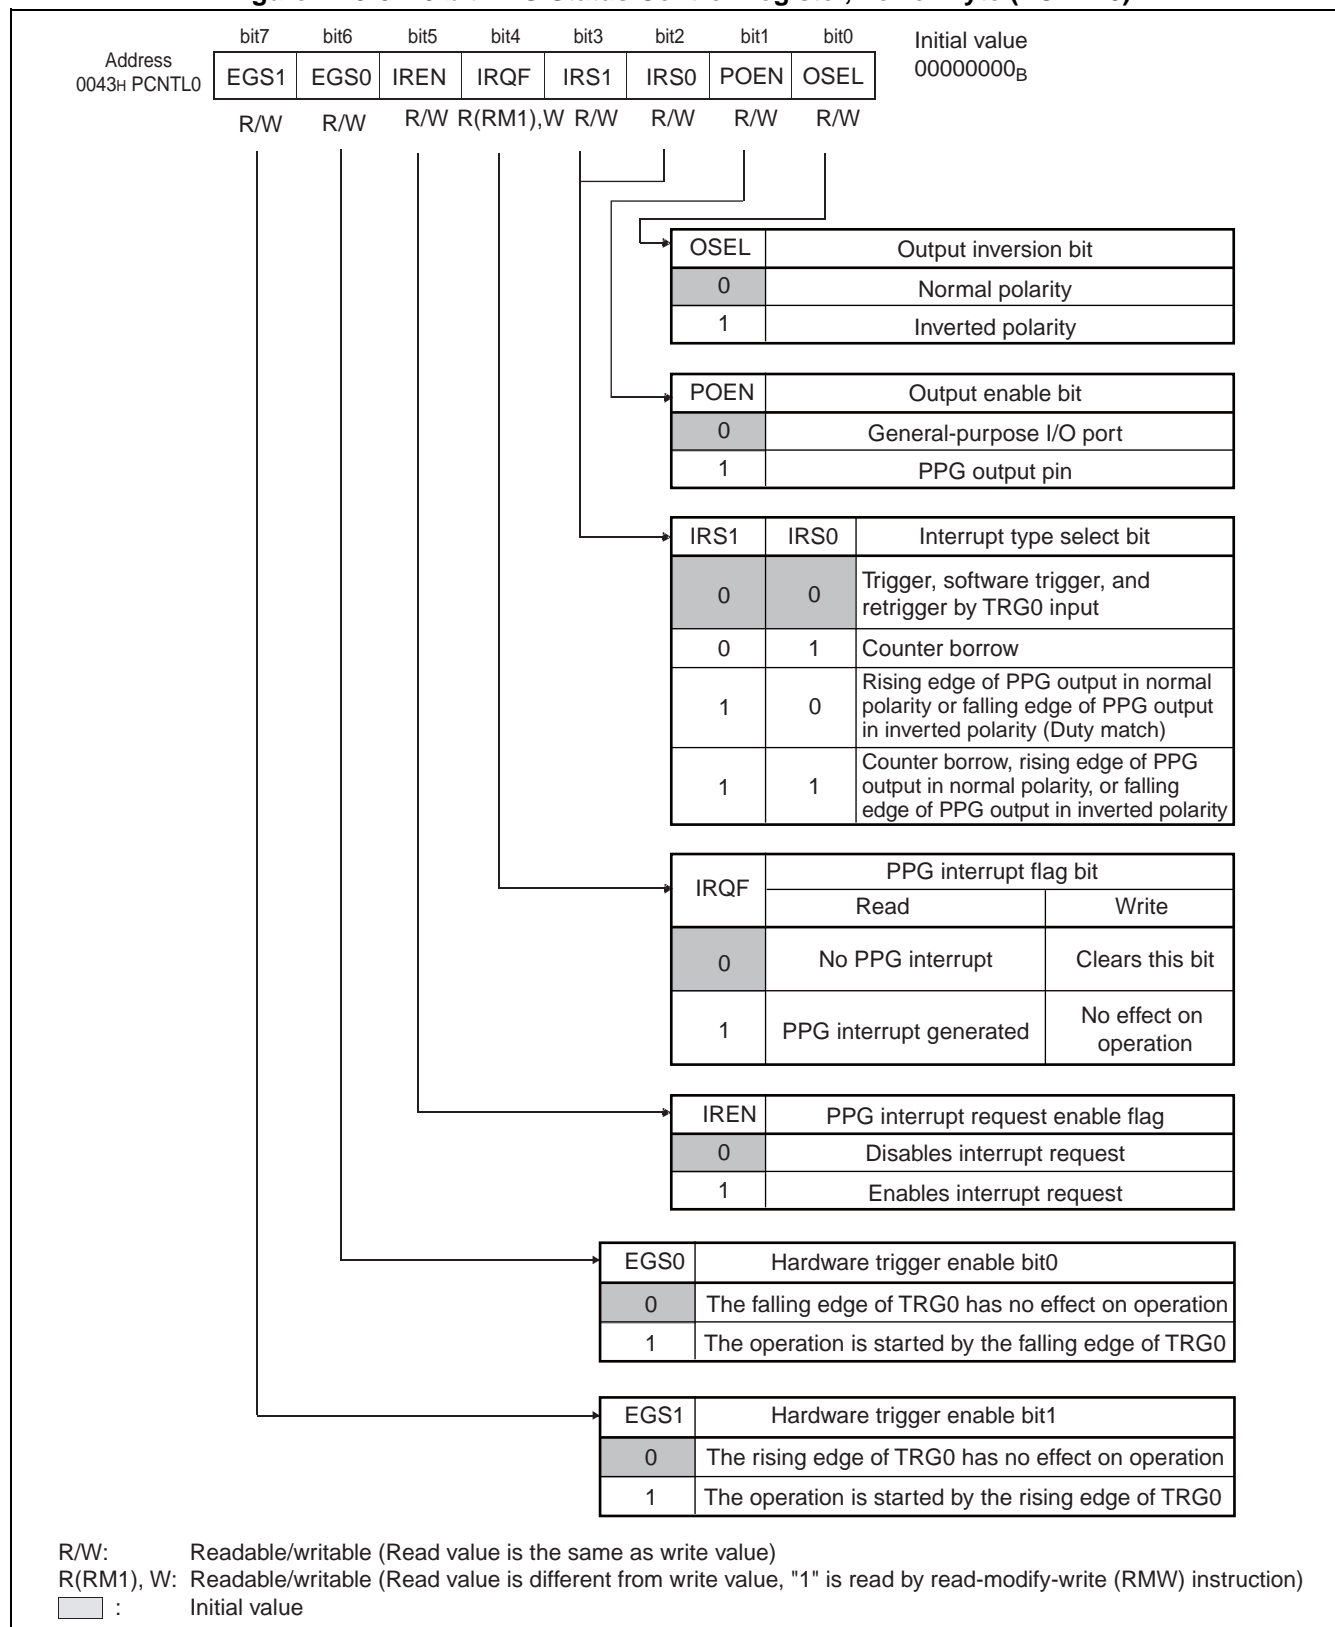 bit7 bit6 bit5 bit4 bit3 bit2 bit1 bit0 Initial value
Address
0043H PCNTL0 EGS1 EGS0 IREN IRQF IRS1 IRS0 POEN OSEL 00000000B
R/W R/W R/W R(RM1),W R/W R/W R/W R/W
OSEL Output inversion bit
0 Normal polarity
1 Inverted polarity
POEN Output enable bit
0 General-purpose I/O port
1 PPG output pin
IRS1 IRS0 Interrupt type select bit
0 0 Trigger, software trigger, and
retrigger by TRG0 input
0 1 Counter borrow
1 0 Rising edge of PPG output in normal
polarity or falling edge of PPG output
in inverted polarity (Duty match)
1 1 Counter borrow, rising edge of PPG
output in normal polarity, or falling
edge of PPG output in inverted polarity
IRQF PPG interrupt flag bit
Read Write
0 No PPG interrupt Clears this bit
1 PPG interrupt generated No effect on
operation
IREN PPG interrupt request enable flag
0 Disables interrupt request
1 Enables interrupt request
EGS0 Hardware trigger enable bit0
0 The falling edge of TRG0 has no effect on operation
1 The operation is started by the falling edge of TRG0
EGS1 Hardware trigger enable bit1
0 The rising edge of TRG0 has no effect on operation
1 The operation is started by the rising edge of TRG0
R/W: Readable/writable (Read value is the same as write value)
R(RM1), W: Readable/writable (Read value is different from write value, "1" is read by read-modify-write (RMW) instruction)
: Initial value